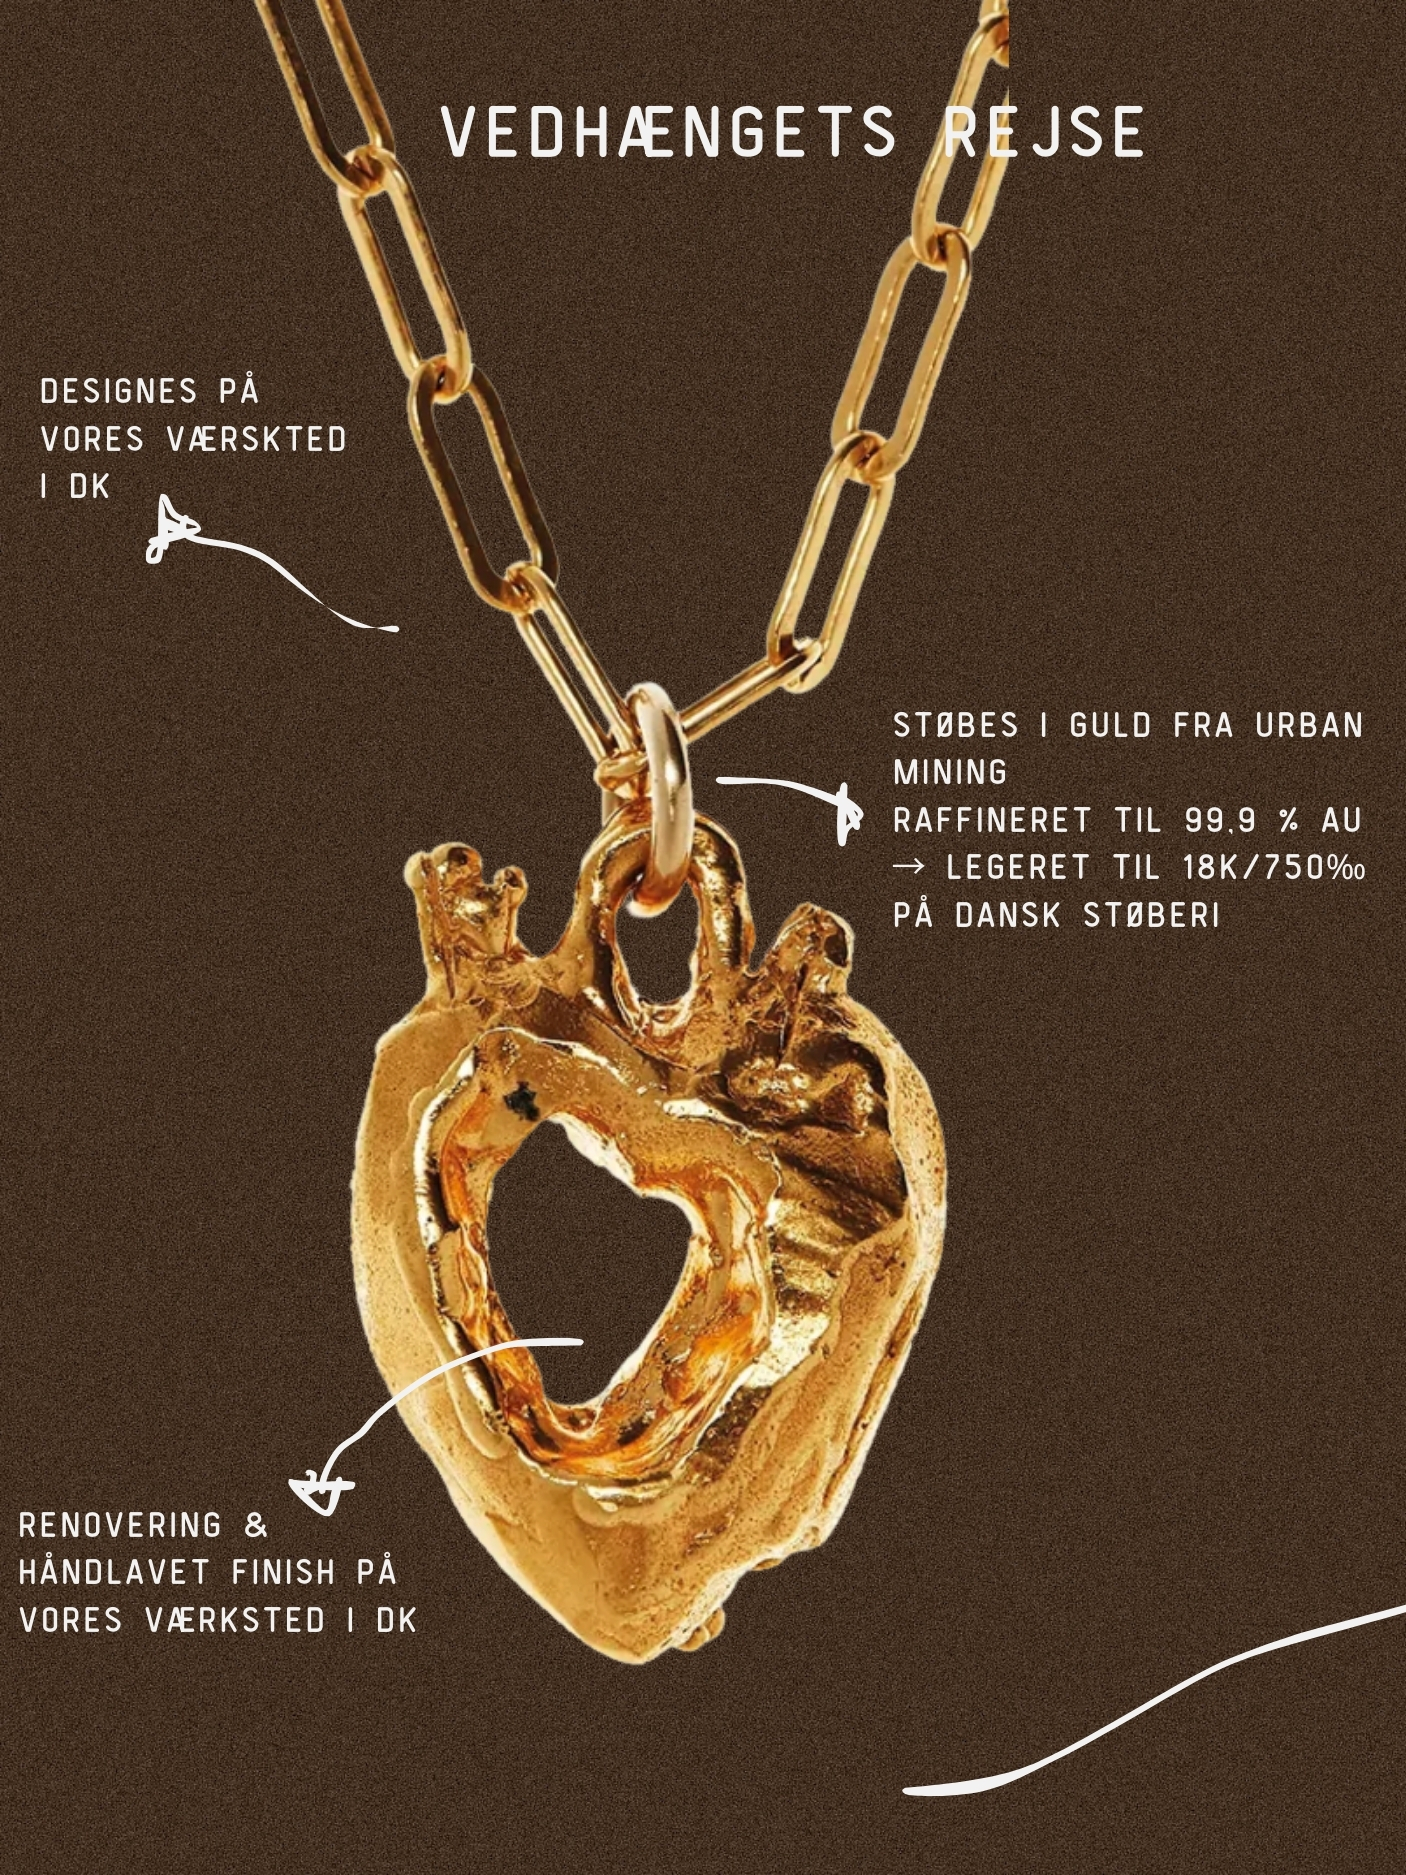 VEDHÆNGETS REJSE
DESIGNES PÅ
VORES VÆRSKTED
I DK
STØBES I GULD FRA URBAN
MINING
RAFFINERET TIL 99,9 % AU
→ LEGERET TIL 18K/750‰
PÅ DANSK STØBERI
RENOVERING &
HÅNDLAVET FINISH PÅ
VORES VÆRKSTED I DK